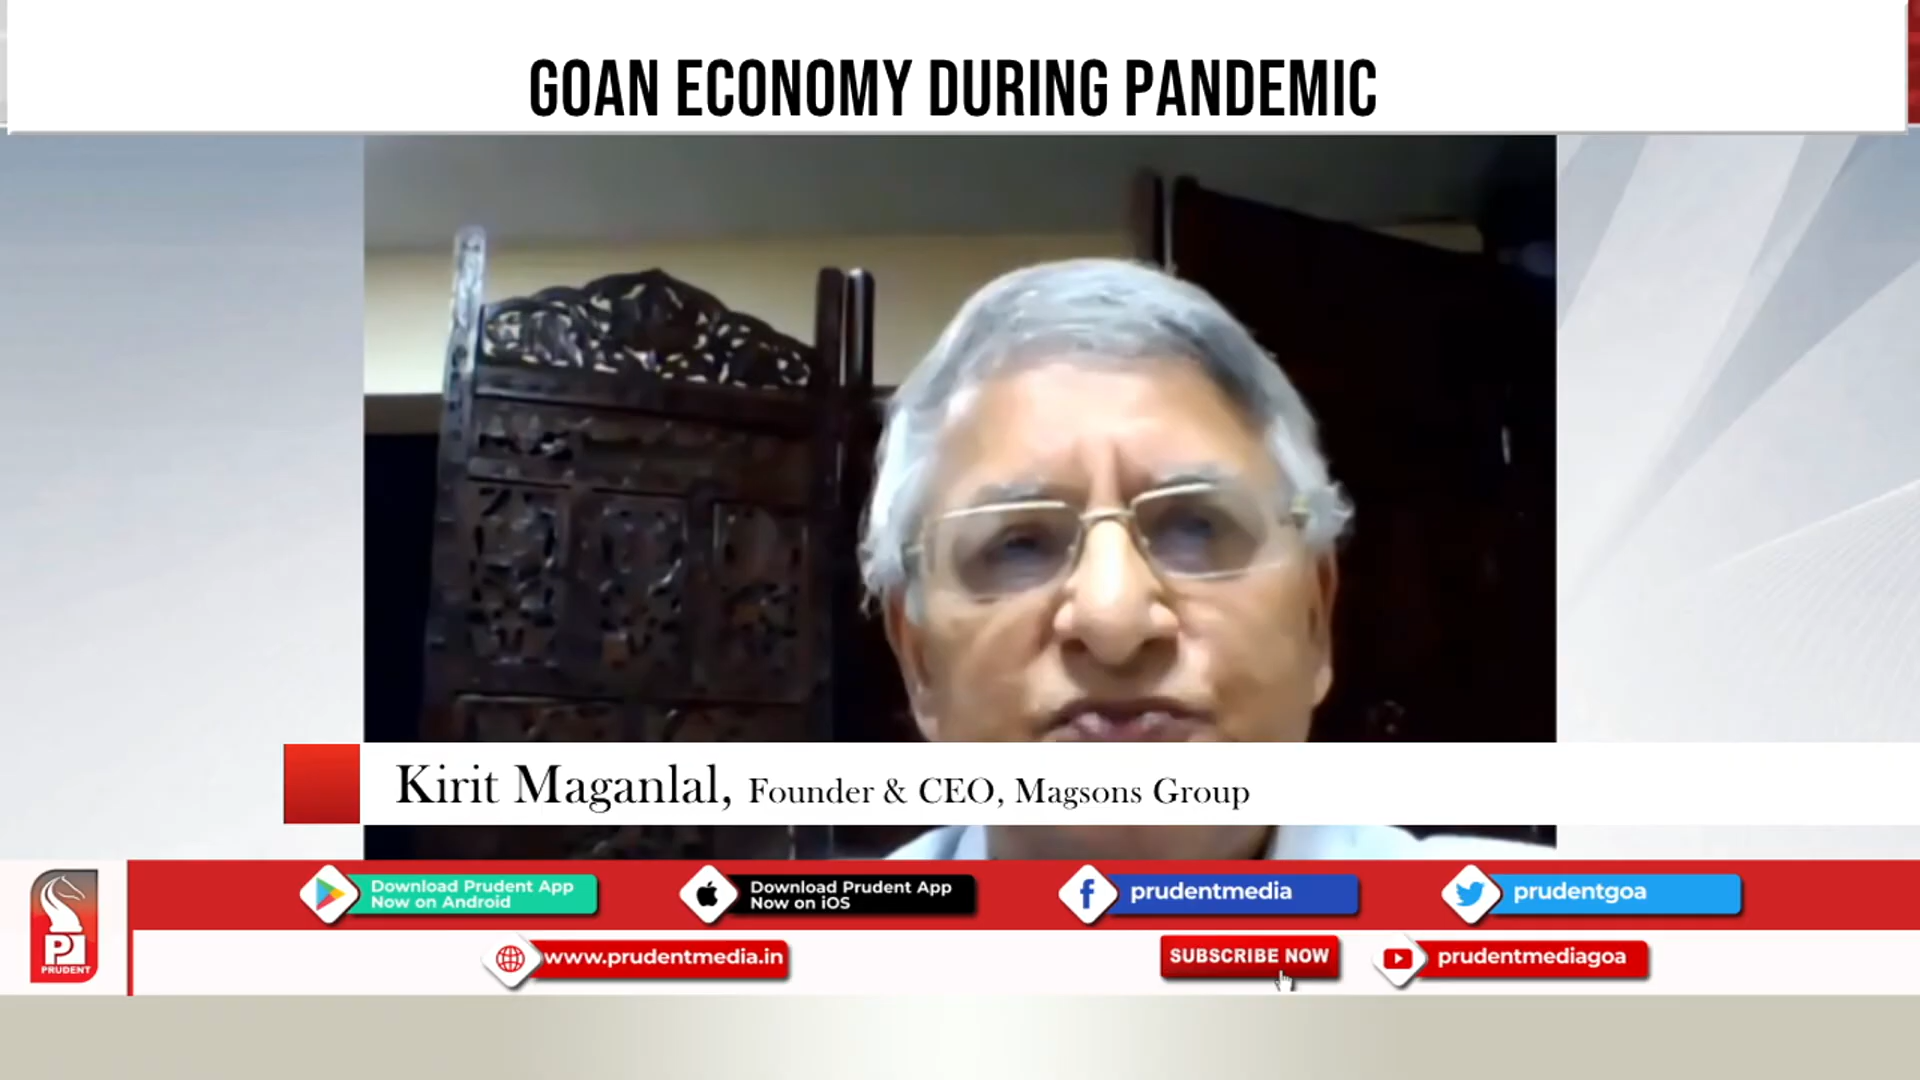 GOAN ECONOMY DURING PANDEMIC
Kirit Maganlal, Founder & CEO, Magsons Group
Download Prudent App
Now on Android
Download Prudent App
Now on iOS
prudentmedia
prudentgoa
PRUDENT
www.prudentmedia.in
SUBSCRIBE NOW
prudentmediagoa